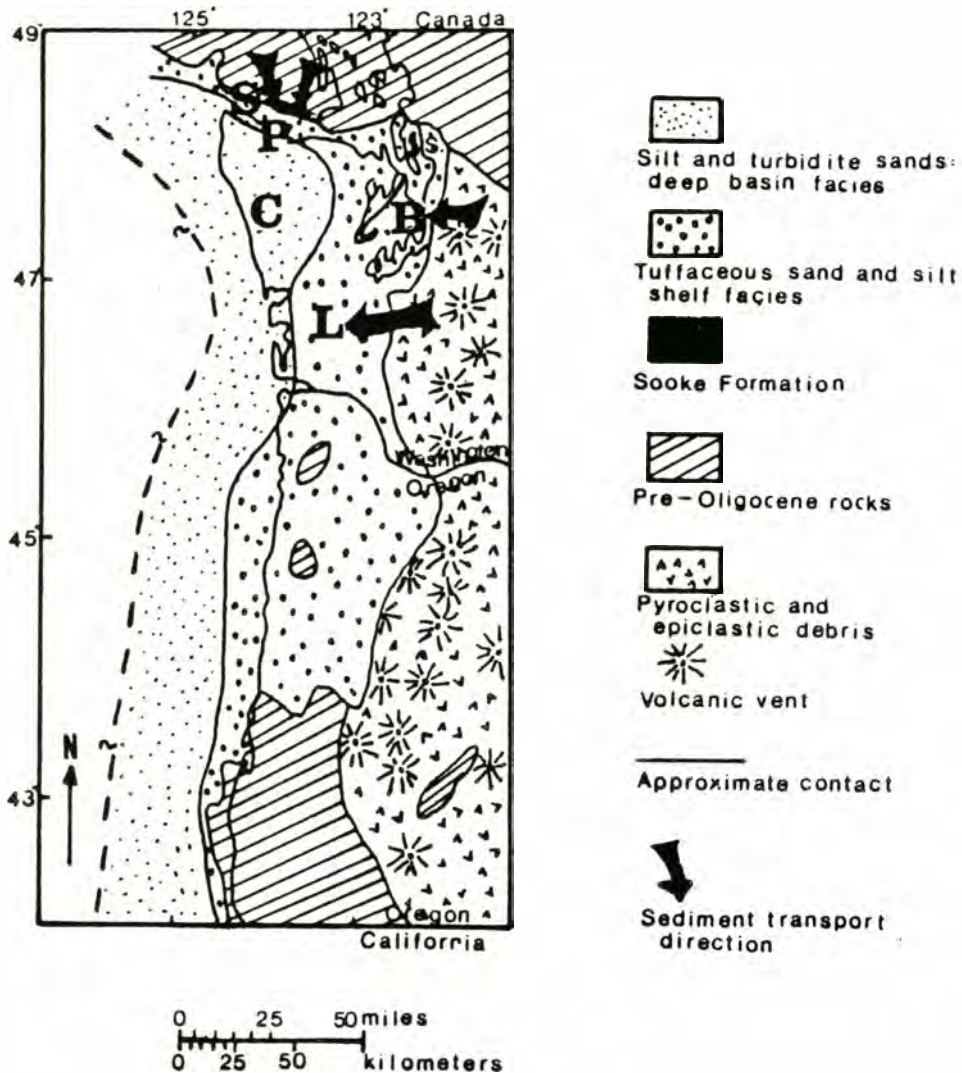 125° 123° Canada
49°
S
P
S
C
B
47°
L
Washington
Oregon
45°
N
43°
Oregon
California
0 25 50 miles
0 25 50 kilometers
Silt and turbidite sands:
deep basin facies
Tuffaceous sand and silt
shelf facies
Sooke Formation
Pre-Oligocene rocks
Pyroclastic and
epiclastic debris
Volcanic vent
Approximate contact
Sediment transport
direction